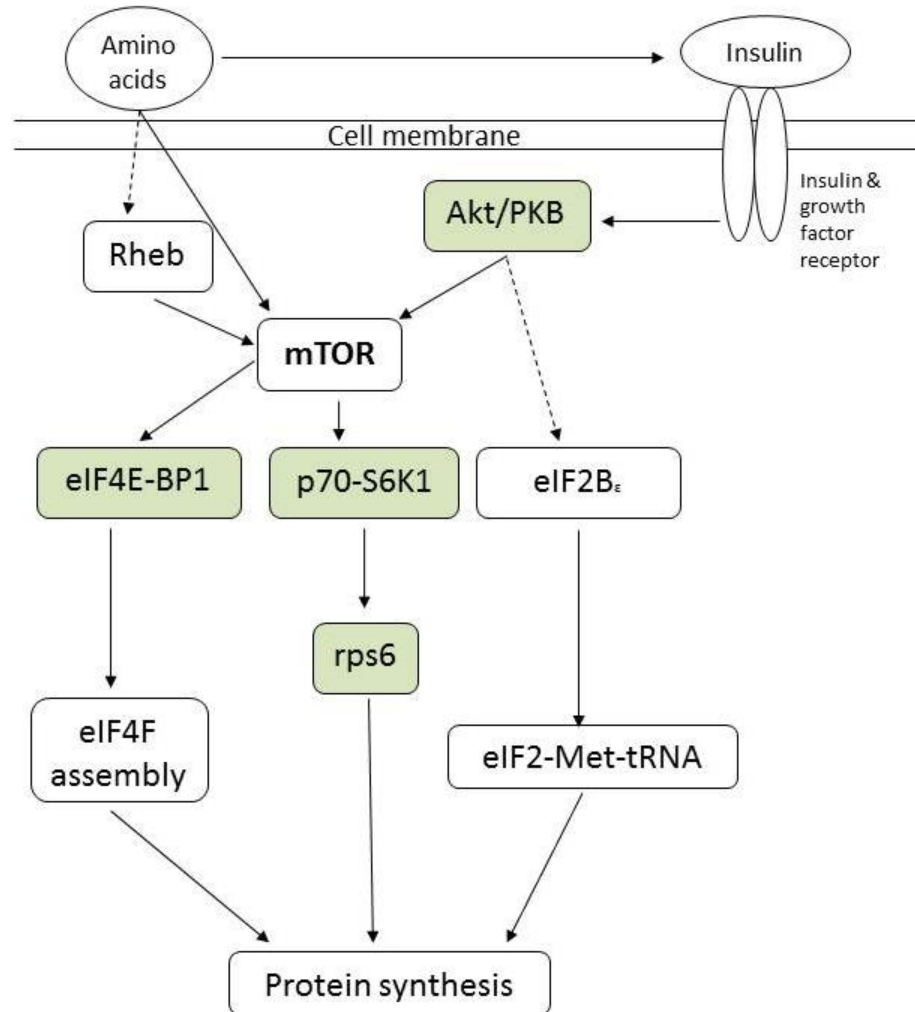 Amino
acids
Insulin
Cell membrane
Insulin &
growth
factor
receptor
Akt/PKB
Rheb
mTOR
eIF4E-BP1
p70-S6K1
eIF2Bε
rps6
eIF4F
assembly
eIF2-Met-tRNA
Protein synthesis